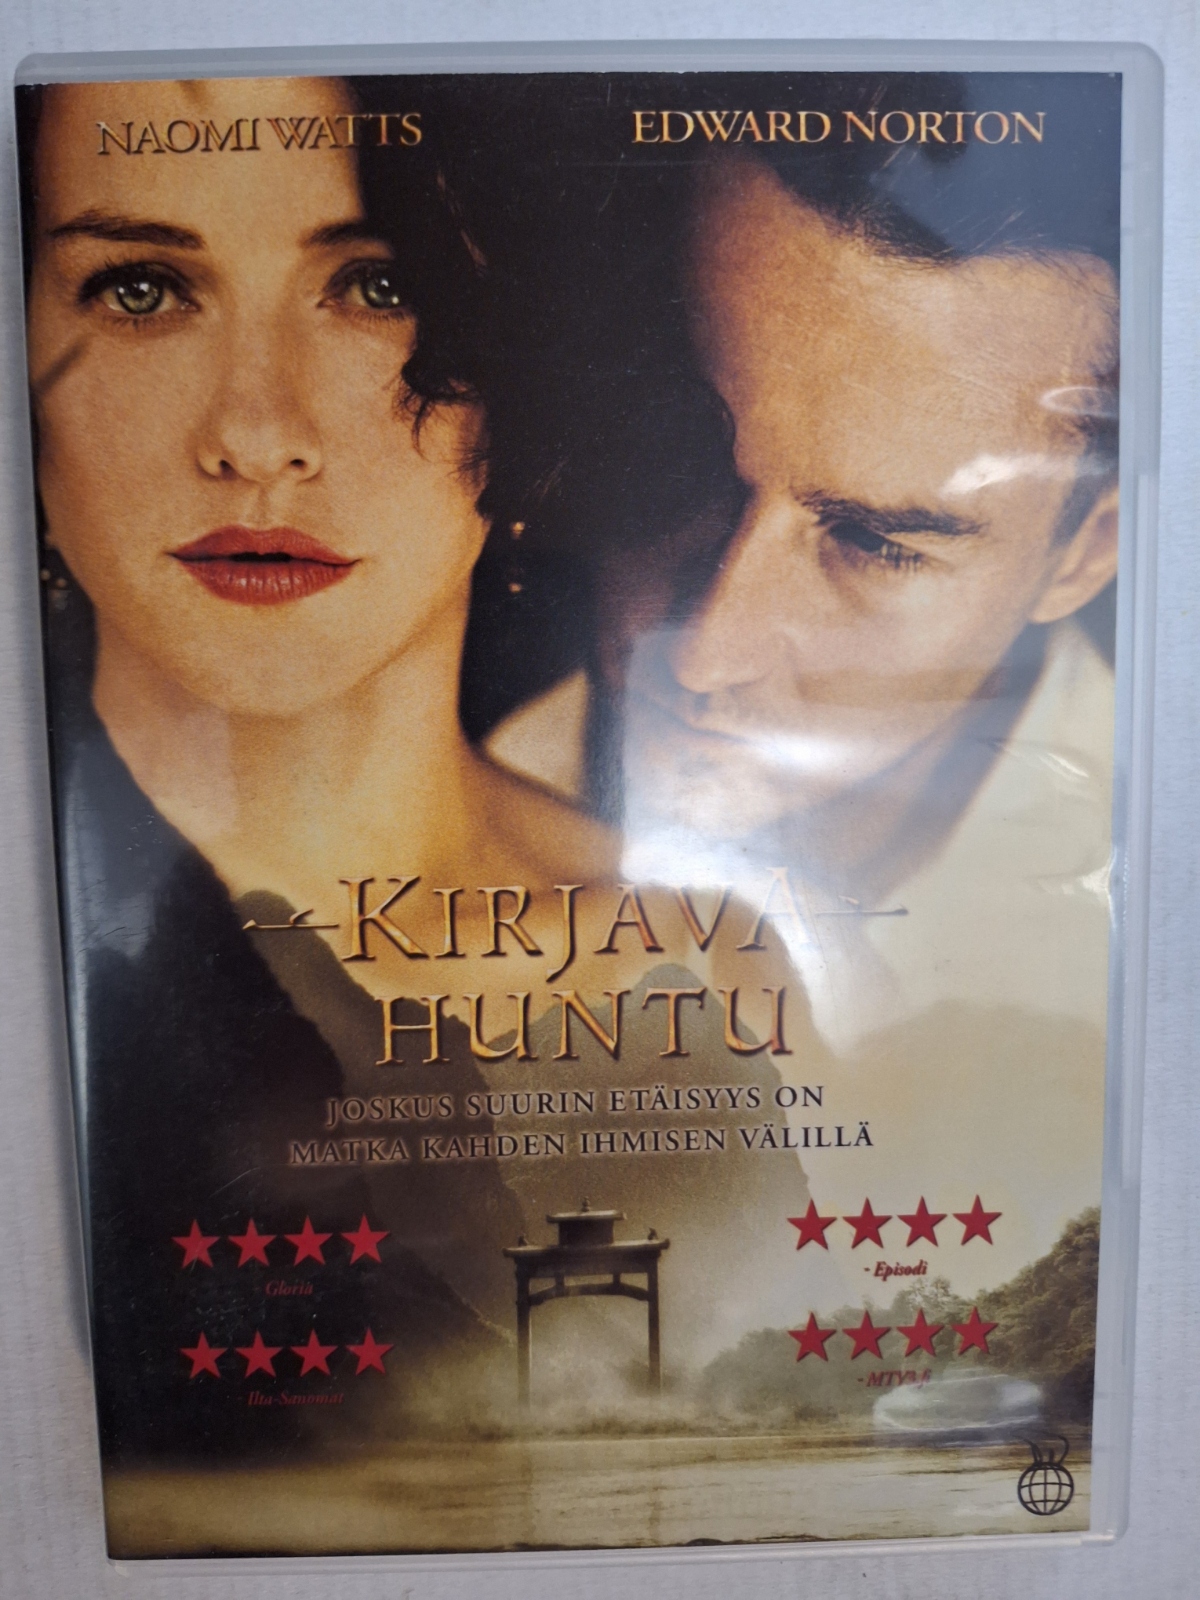 NAOMI WATTS
EDWARD NORTON
KIRJAVA
HUNTU
JOSKUS SUURIN ETÄISYYS ON
MATKA KAHDEN IHMISEN VÄLILLÄ
Gloria
- Episodi
Ilta-Sanomat
- MTV3.fi